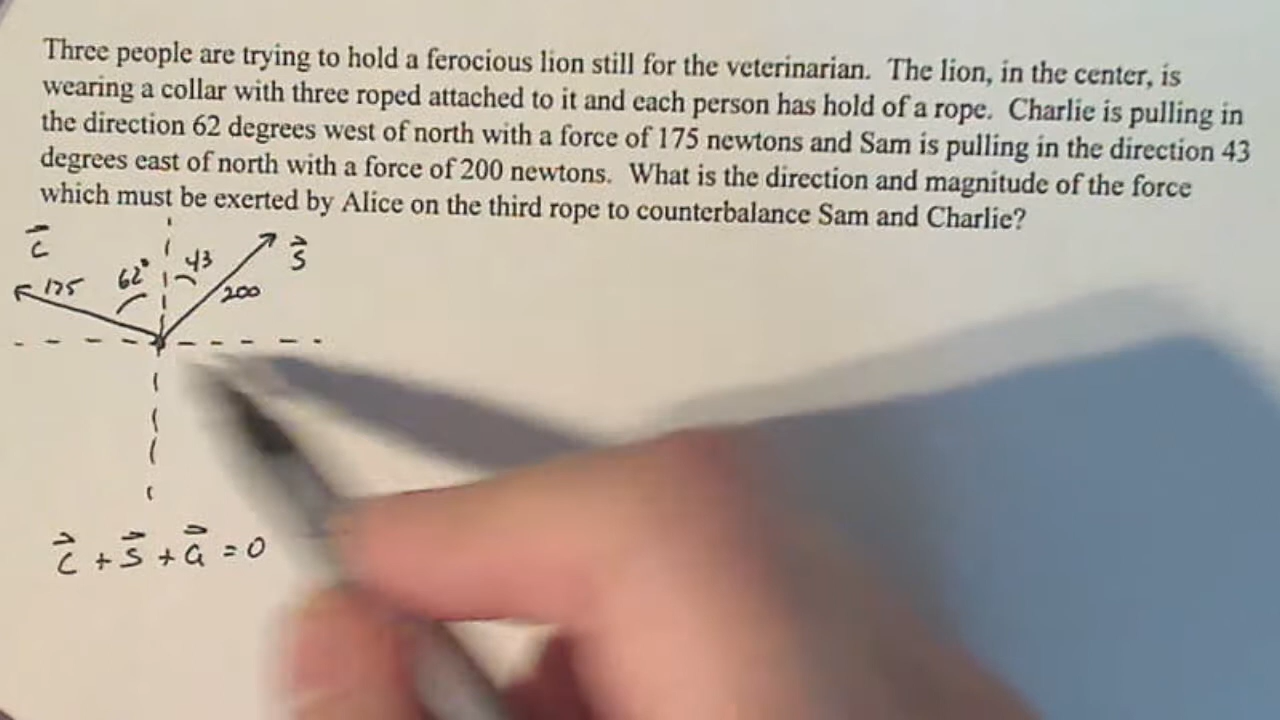 Three people are trying to hold a ferocious lion still for the veterinarian. The lion, in the center, is
wearing a collar with three roped attached to it and each person has hold of a rope. Charlie is pulling in
the direction 62 degrees west of north with a force of 175 newtons and Sam is pulling in the direction 43
degrees east of north with a force of 200 newtons. What is the direction and magnitude of the force
which must be exerted by Alice on the third rope to counterbalance Sam and Charlie?
C⃗
175
62°
43
S⃗
200
C⃗ + S⃗ + a⃗ = 0